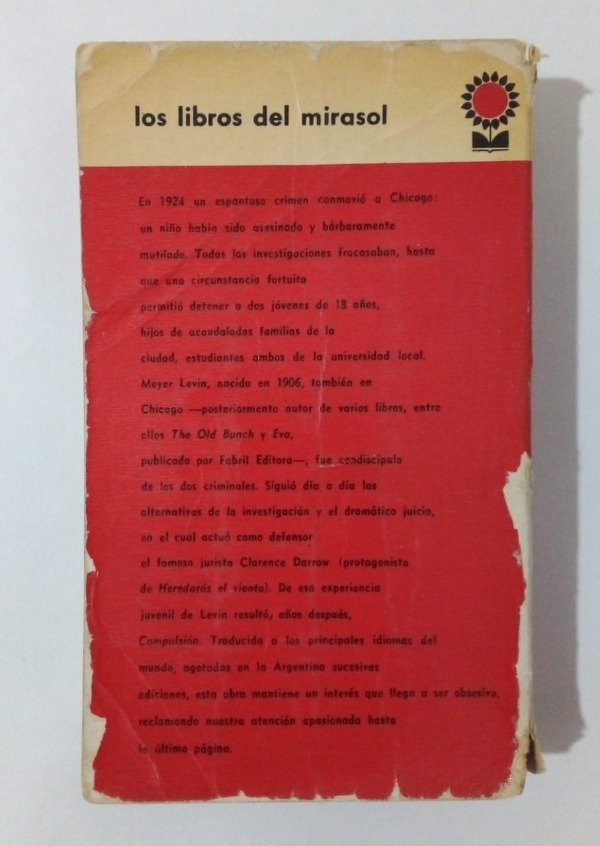 los libros del mirasol
En 1924 un espantoso crimen conmovió a Chicago:
un niño había sido asesinado y bárbaramente
mutilado. Todas las investigaciones fracasaban, hasta
que una circunstancia fortuita
permitió detener a dos jóvenes de 18 años,
hijos de acaudaladas familias de la
ciudad, estudiantes ambos de la universidad local.
Meyer Levin, nacido en 1906, también en
Chicago —posteriormente autor de varios libros, entre
ellos The Old Bunch y Eva,
publicado por Fabril Editora—, fue condiscípulo
de los dos criminales. Siguió día a día las
alternativas de la investigación y el dramático juicio,
en el cual actuó como defensor
el famoso jurista Clarence Darrow (protagonista
de Heredarás el viento). De esa experiencia
juvenil de Levin resultó, años después,
Compulsión. Traducida a los principales idiomas del
mundo, agotadas en la Argentina sucesivas
ediciones, esta obra mantiene un interés que llega a ser obsesivo,
reclamando nuestra atención apasionada hasta
la última página.